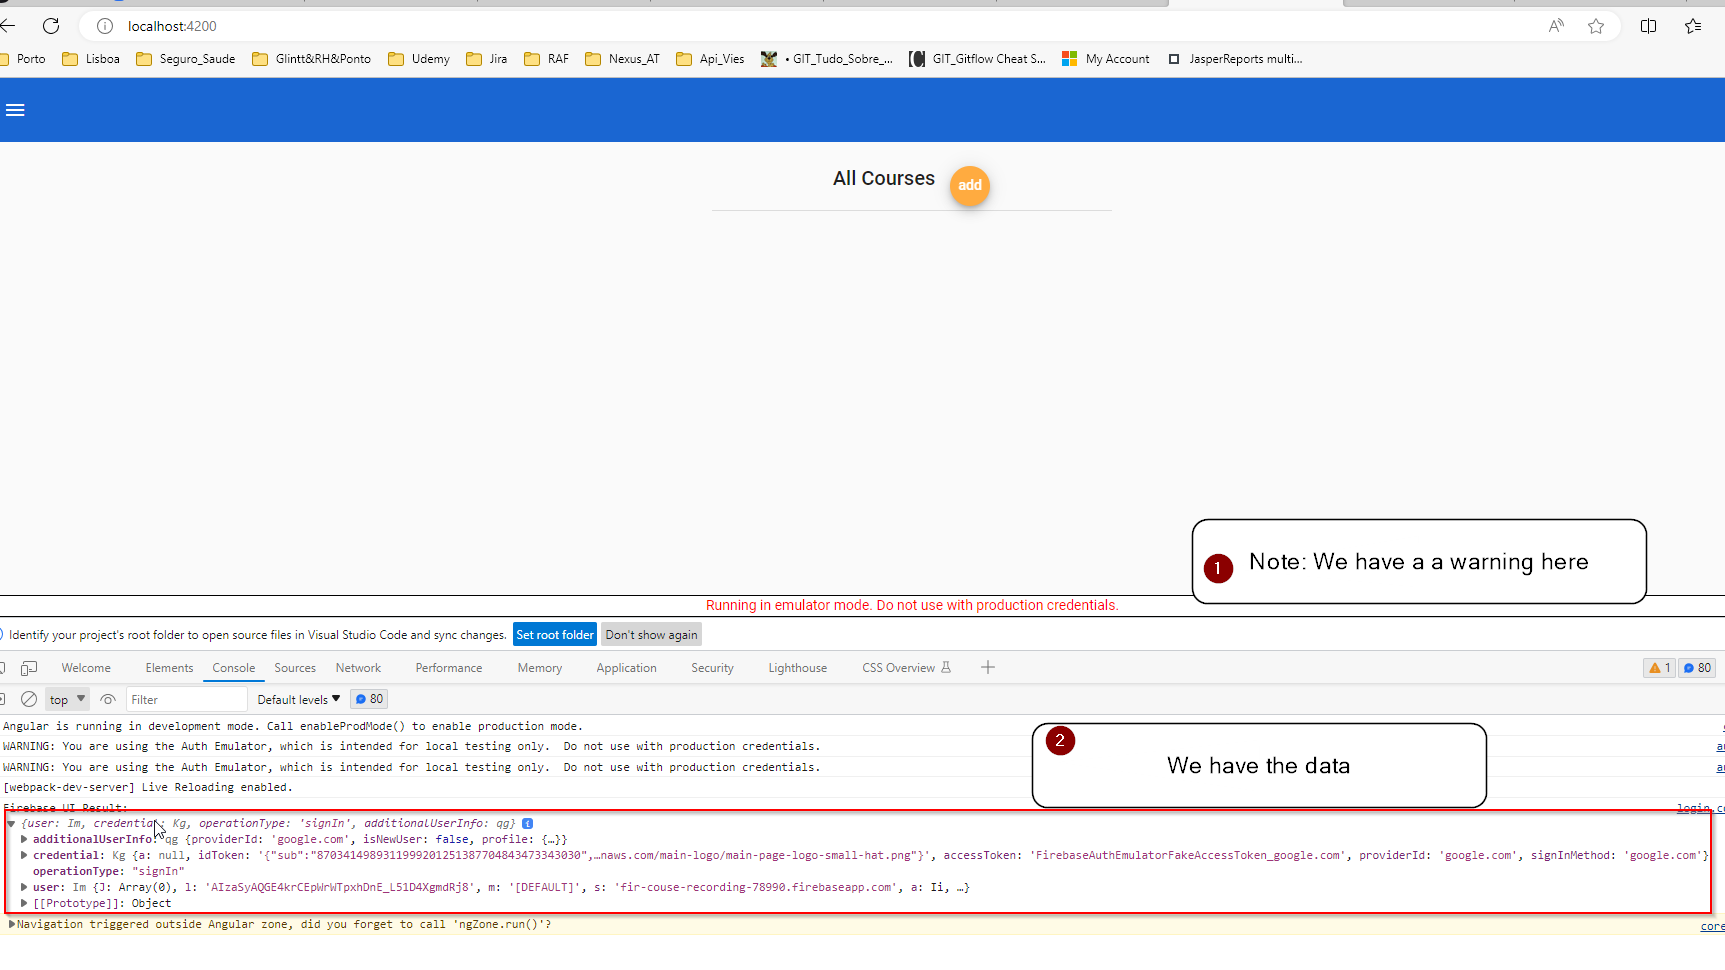 localhost:4200
Porto Lisboa Seguro_Saude Glintt&RH&Ponto Udemy Jira RAF Nexus_AT Api_Vies • GIT_Tudo_Sobre_... GIT_Gitflow Cheat S... My Account JasperReports multi...
All Courses add
1 Note: We have a a warning here
Running in emulator mode. Do not use with production credentials.
Identify your project's root folder to open source files in Visual Studio Code and sync changes. Set root folder Don't show again
Welcome Elements Console Sources Network Performance Memory Application Security Lighthouse CSS Overview 1 80
top Filter Default levels 80
Angular is running in development mode. Call enableProdMode() to enable production mode.
WARNING: You are using the Auth Emulator, which is intended for local testing only.  Do not use with production credentials.
WARNING: You are using the Auth Emulator, which is intended for local testing only.  Do not use with production credentials.
2 We have the data
[webpack-dev-server] Live Reloading enabled.
Firebase UI Result:
{user: Im, credential: Kg, operationType: 'signIn', additionalUserInfo: qg}
additionalUserInfo: qg {providerId: 'google.com', isNewUser: false, profile: {…}}
credential: Kg {a: null, idToken: '{"sub":"8703414989311999201251387704843473343030",…naws.com/main-logo/main-page-logo-small-hat.png"}', accessToken: 'FirebaseAuthEmulatorFakeAccessToken_google.com', providerId: 'google.com', signInMethod: 'google.com'}
operationType: "signIn"
user: Im {J: Array(0), l: 'AIzaSyAQGE4krCEpWrWTpxhDnE_L51D4XgmdRj8', m: '[DEFAULT]', s: 'fir-couse-recording-78990.firebaseapp.com', a: Ii, …}
[[Prototype]]: Object
Navigation triggered outside Angular zone, did you forget to call 'ngZone.run()'? core